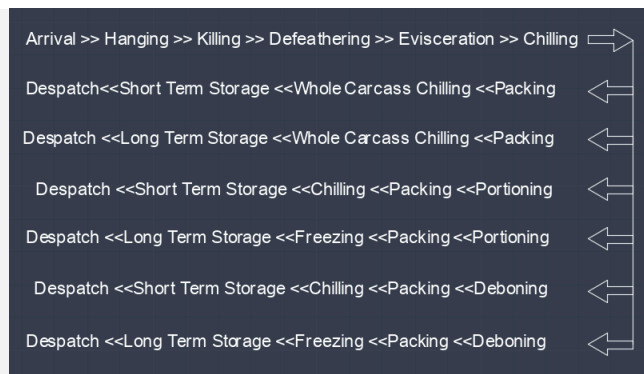 Arrival >> Hanging >> Killing >> Defeathering >> Evisceration >> Chilling
Despatch<<Short Term Storage <<Whole Carcass Chilling <<Packing
Despatch <<Long Term Storage <<Whole Carcass Chilling <<Packing
Despatch <<Short Term Storage <<Chilling <<Packing <<Portioning
Despatch <<Long Term Storage <<Freezing <<Packing <<Portioning
Despatch <<Short Term Storage <<Chilling <<Packing <<Deboning
Despatch <<Long Term Storage <<Freezing <<Packing <<Deboning